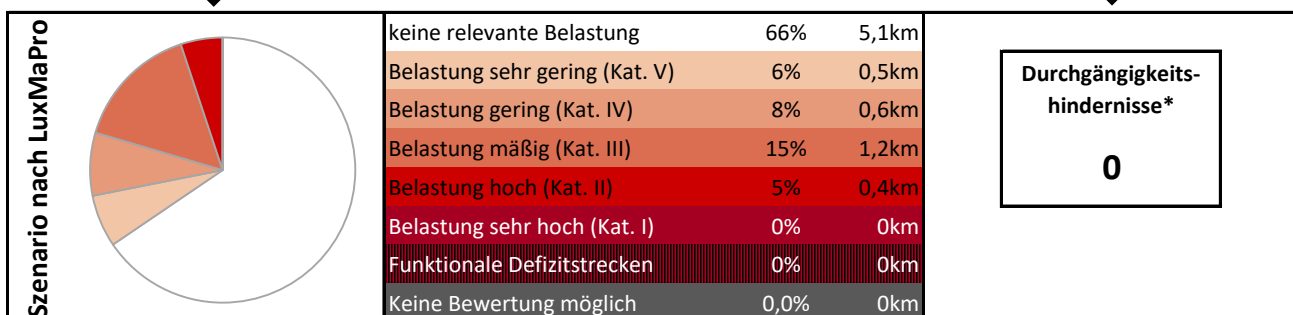 Szenario nach LuxMaPro
keine relevante Belastung 66% 5,1km
Belastung sehr gering (Kat. V) 6% 0,5km
Belastung gering (Kat. IV) 8% 0,6km
Belastung mäßig (Kat. III) 15% 1,2km
Belastung hoch (Kat. II) 5% 0,4km
Belastung sehr hoch (Kat. I) 0% 0km
Funktionale Defizitstrecken 0% 0km
Keine Bewertung möglich 0,0% 0km
Durchgängigkeits-
hindernisse*
0